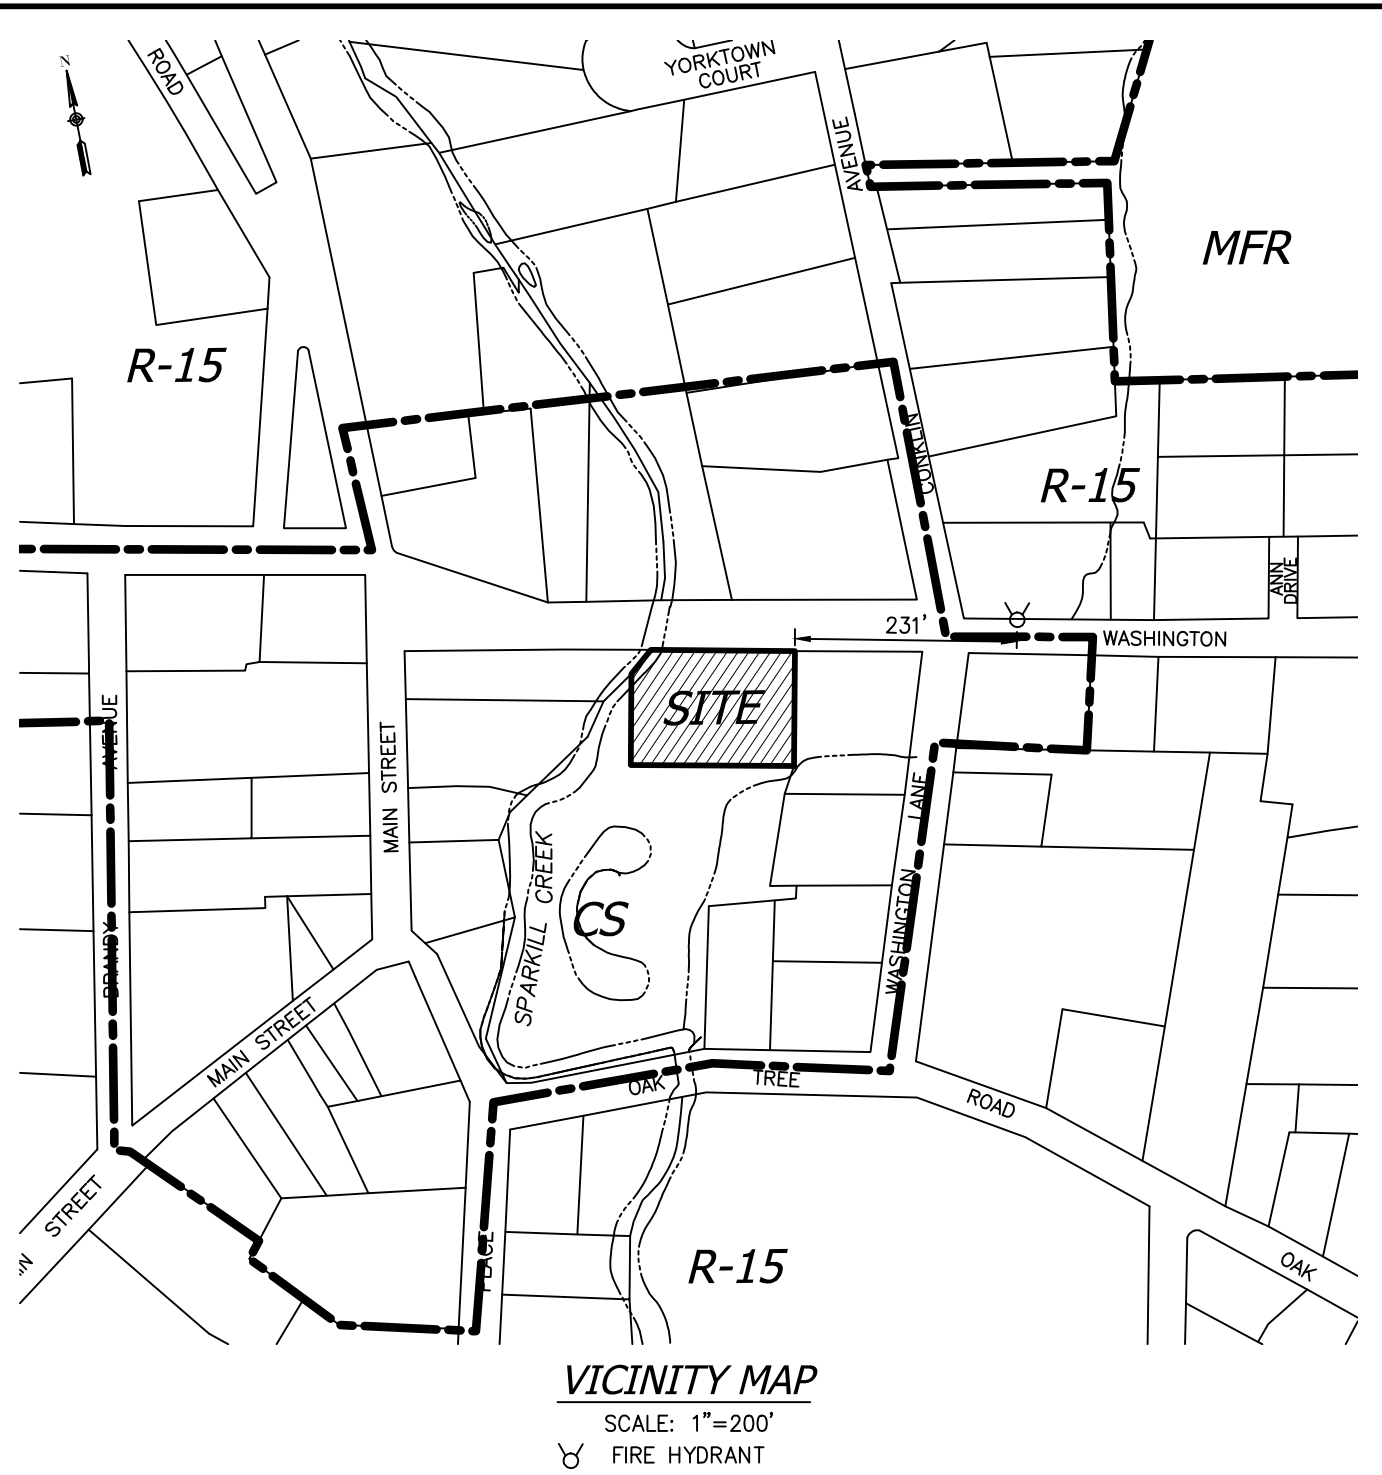 N
ROAD
YORKTOWN
COURT
AVENUE
MFR
R-15
CONKLIN
R-15
ANN
DRIVE
231'
WASHINGTON
SITE
AVENUE
MAIN STREET
LANE
SPARKILL CREEK
CS
WASHINGTON
BRANDY
MAIN STREET
OAK
TREE
ROAD
STREET
PLACE
R-15
OAK
VICINITY MAP
SCALE: 1"=200'
FIRE HYDRANT